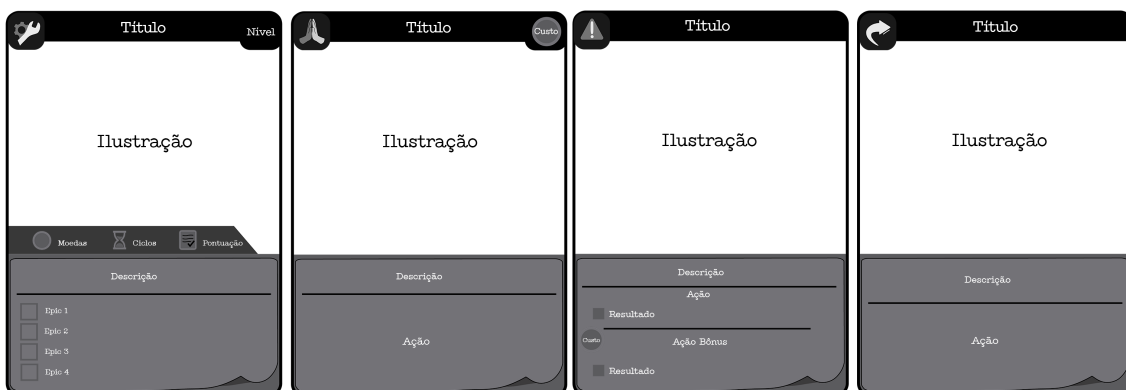 Título
Nivel
Ilustração
Moedas
Ciclos
Pontuação
Descrição
Epic 1
Epic 2
Epic 3
Epic 4
Título
Custo
Ilustração
Descrição
Ação
Título
Ilustração
Descrição
Ação
Resultado
Custo
Ação Bônus
Resultado
Título
Ilustração
Descrição
Ação